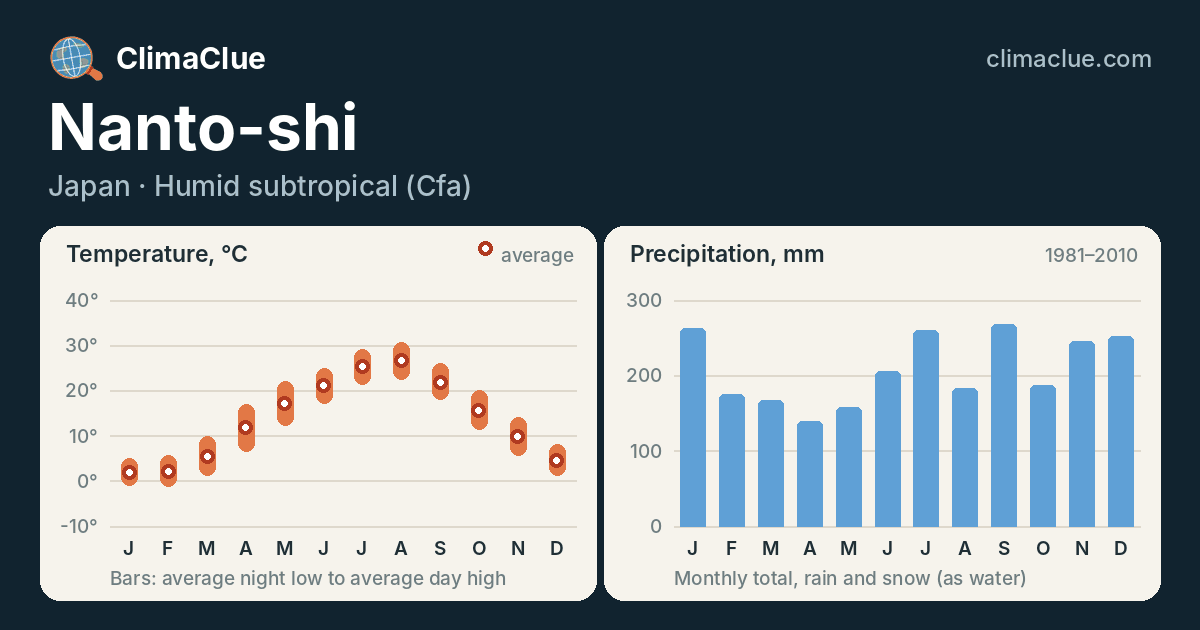 ClimaClue
climaclue.com
Nanto-shi
Japan · Humid subtropical (Cfa)
Temperature, °C
average
40°
30°
20°
10°
0°
-10°
J F M A M J J A S O N D
Bars: average night low to average day high
Precipitation, mm
1981–2010
300
200
100
0
J F M A M J J A S O N D
Monthly total, rain and snow (as water)